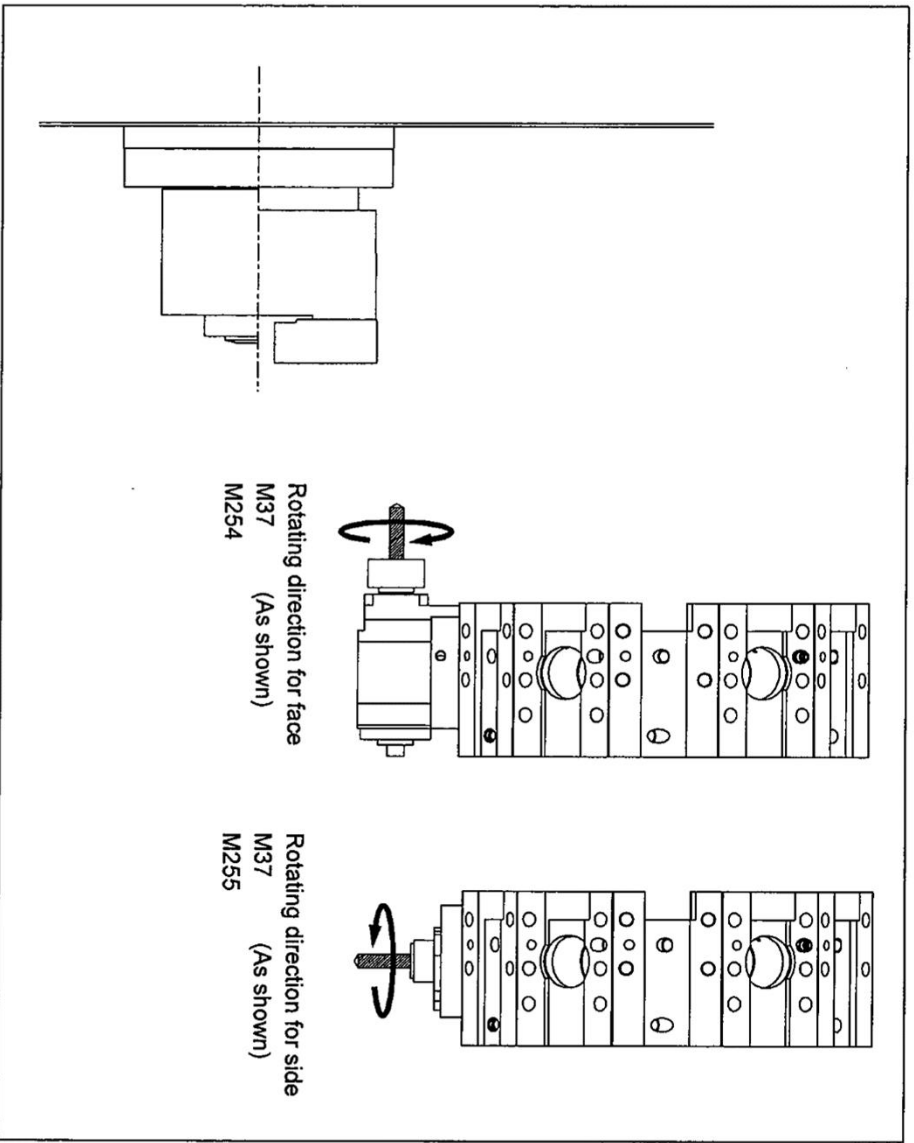 Rotating direction for face
M37 (As shown)
M254
Rotating direction for side
M37 (As shown)
M255